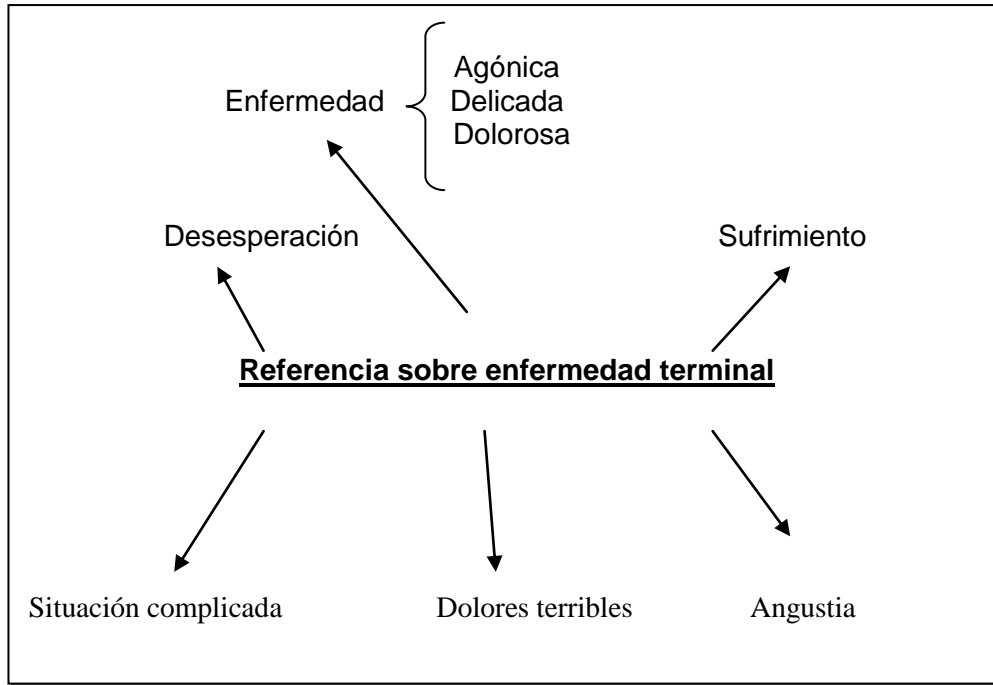 Agónica
Enfermedad
Delicada
Dolorosa
Desesperación
Sufrimiento
Referencia sobre enfermedad terminal
Situación complicada
Dolores terribles
Angustia